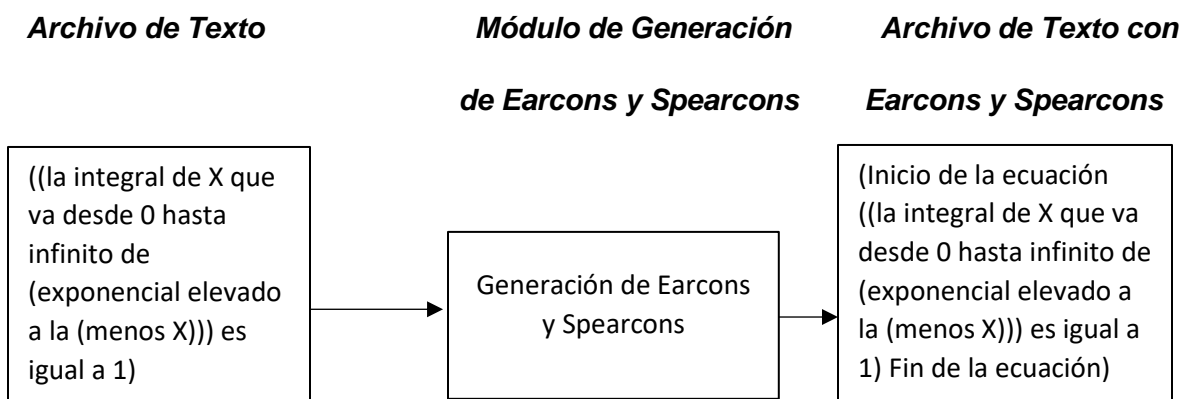 Archivo de Texto
Módulo de Generación
de Earcons y Spearcons
Archivo de Texto con
Earcons y Spearcons
((la integral de X que
va desde 0 hasta
infinito de
(exponencial elevado
a la (menos X))) es
igual a 1)
Generación de Earcons
y Spearcons
(Inicio de la ecuación
((la integral de X que va
desde 0 hasta infinito de
(exponencial elevado a
la (menos X))) es igual a
1) Fin de la ecuación)